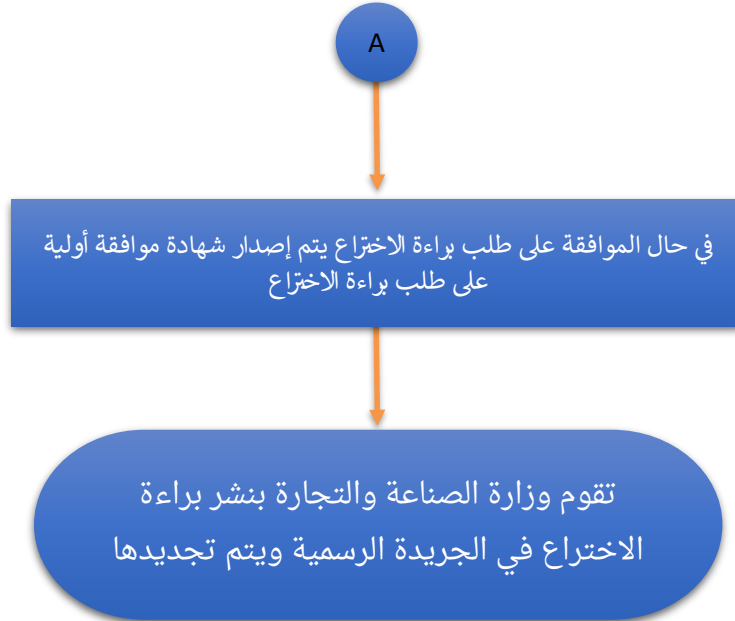 A
في حال الموافقة على طلب براءة الاختراع يتم إصدار شهادة موافقة أولية
على طلب براءة الاختراع
تقوم وزارة الصناعة والتجارة بنشر براءة
الاختراع في الجريدة الرسمية ويتم تجديدها